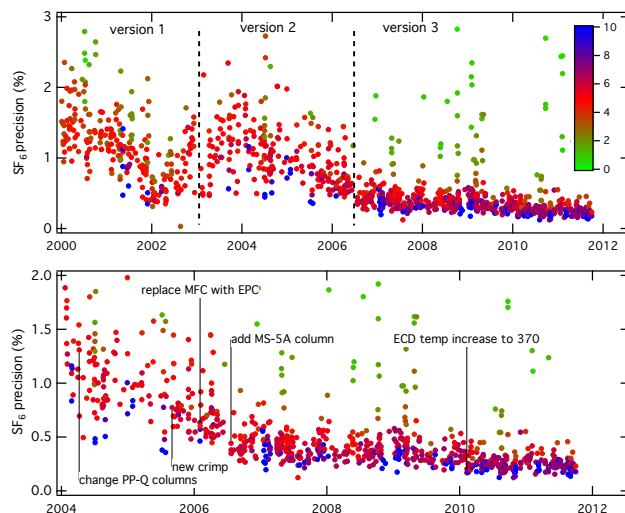 version 1 version 2 version 3
SF6 precision (%)
3
2
1
0
10
8
6
4
2
0
2000 2002 2004 2006 2008 2010 2012
SF6 precision (%)
2.0
1.5
1.0
0.5
0.0
replace MFC with EPC
add MS-5A column
ECD temp increase to 370
new crimp
change PP-Q columns
2004 2006 2008 2010 2012